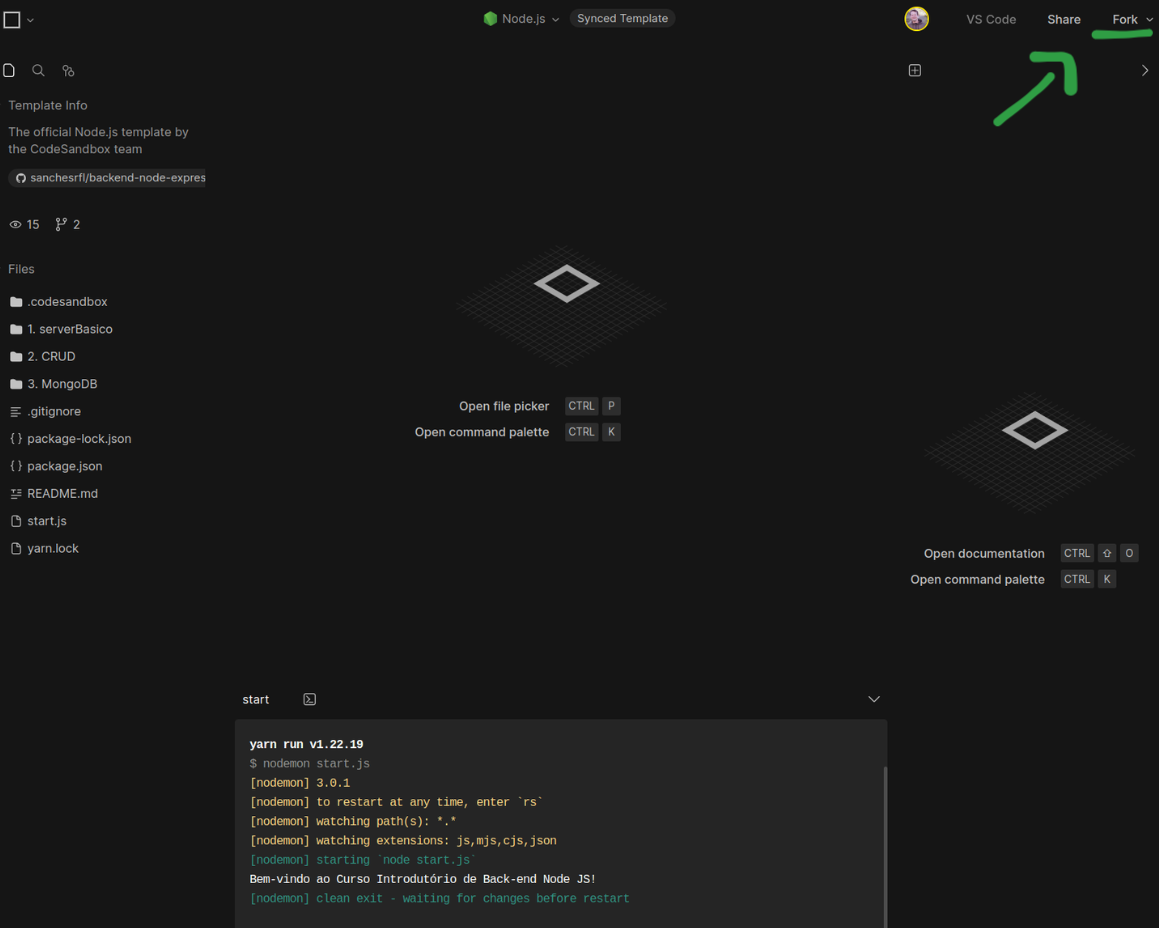 Node.js
Synced Template
VS Code
Share
Fork
Template Info
The official Node.js template by
the CodeSandbox team
sanchesrfl/backend-node-expres
15
2
Files
.codesandbox
1. serverBasico
2. CRUD
3. MongoDB
.gitignore
{ } package-lock.json
{ } package.json
README.md
start.js
yarn.lock
Open file picker CTRL P
Open command palette CTRL K
Open documentation CTRL ⇧ O
Open command palette CTRL K
start
yarn run v1.22.19
$ nodemon start.js
[nodemon] 3.0.1
[nodemon] to restart at any time, enter `rs`
[nodemon] watching path(s): *.*
[nodemon] watching extensions: js,mjs,cjs,json
[nodemon] starting `node start.js`
Bem-vindo ao Curso Introdutório de Back-end Node JS!
[nodemon] clean exit - waiting for changes before restart